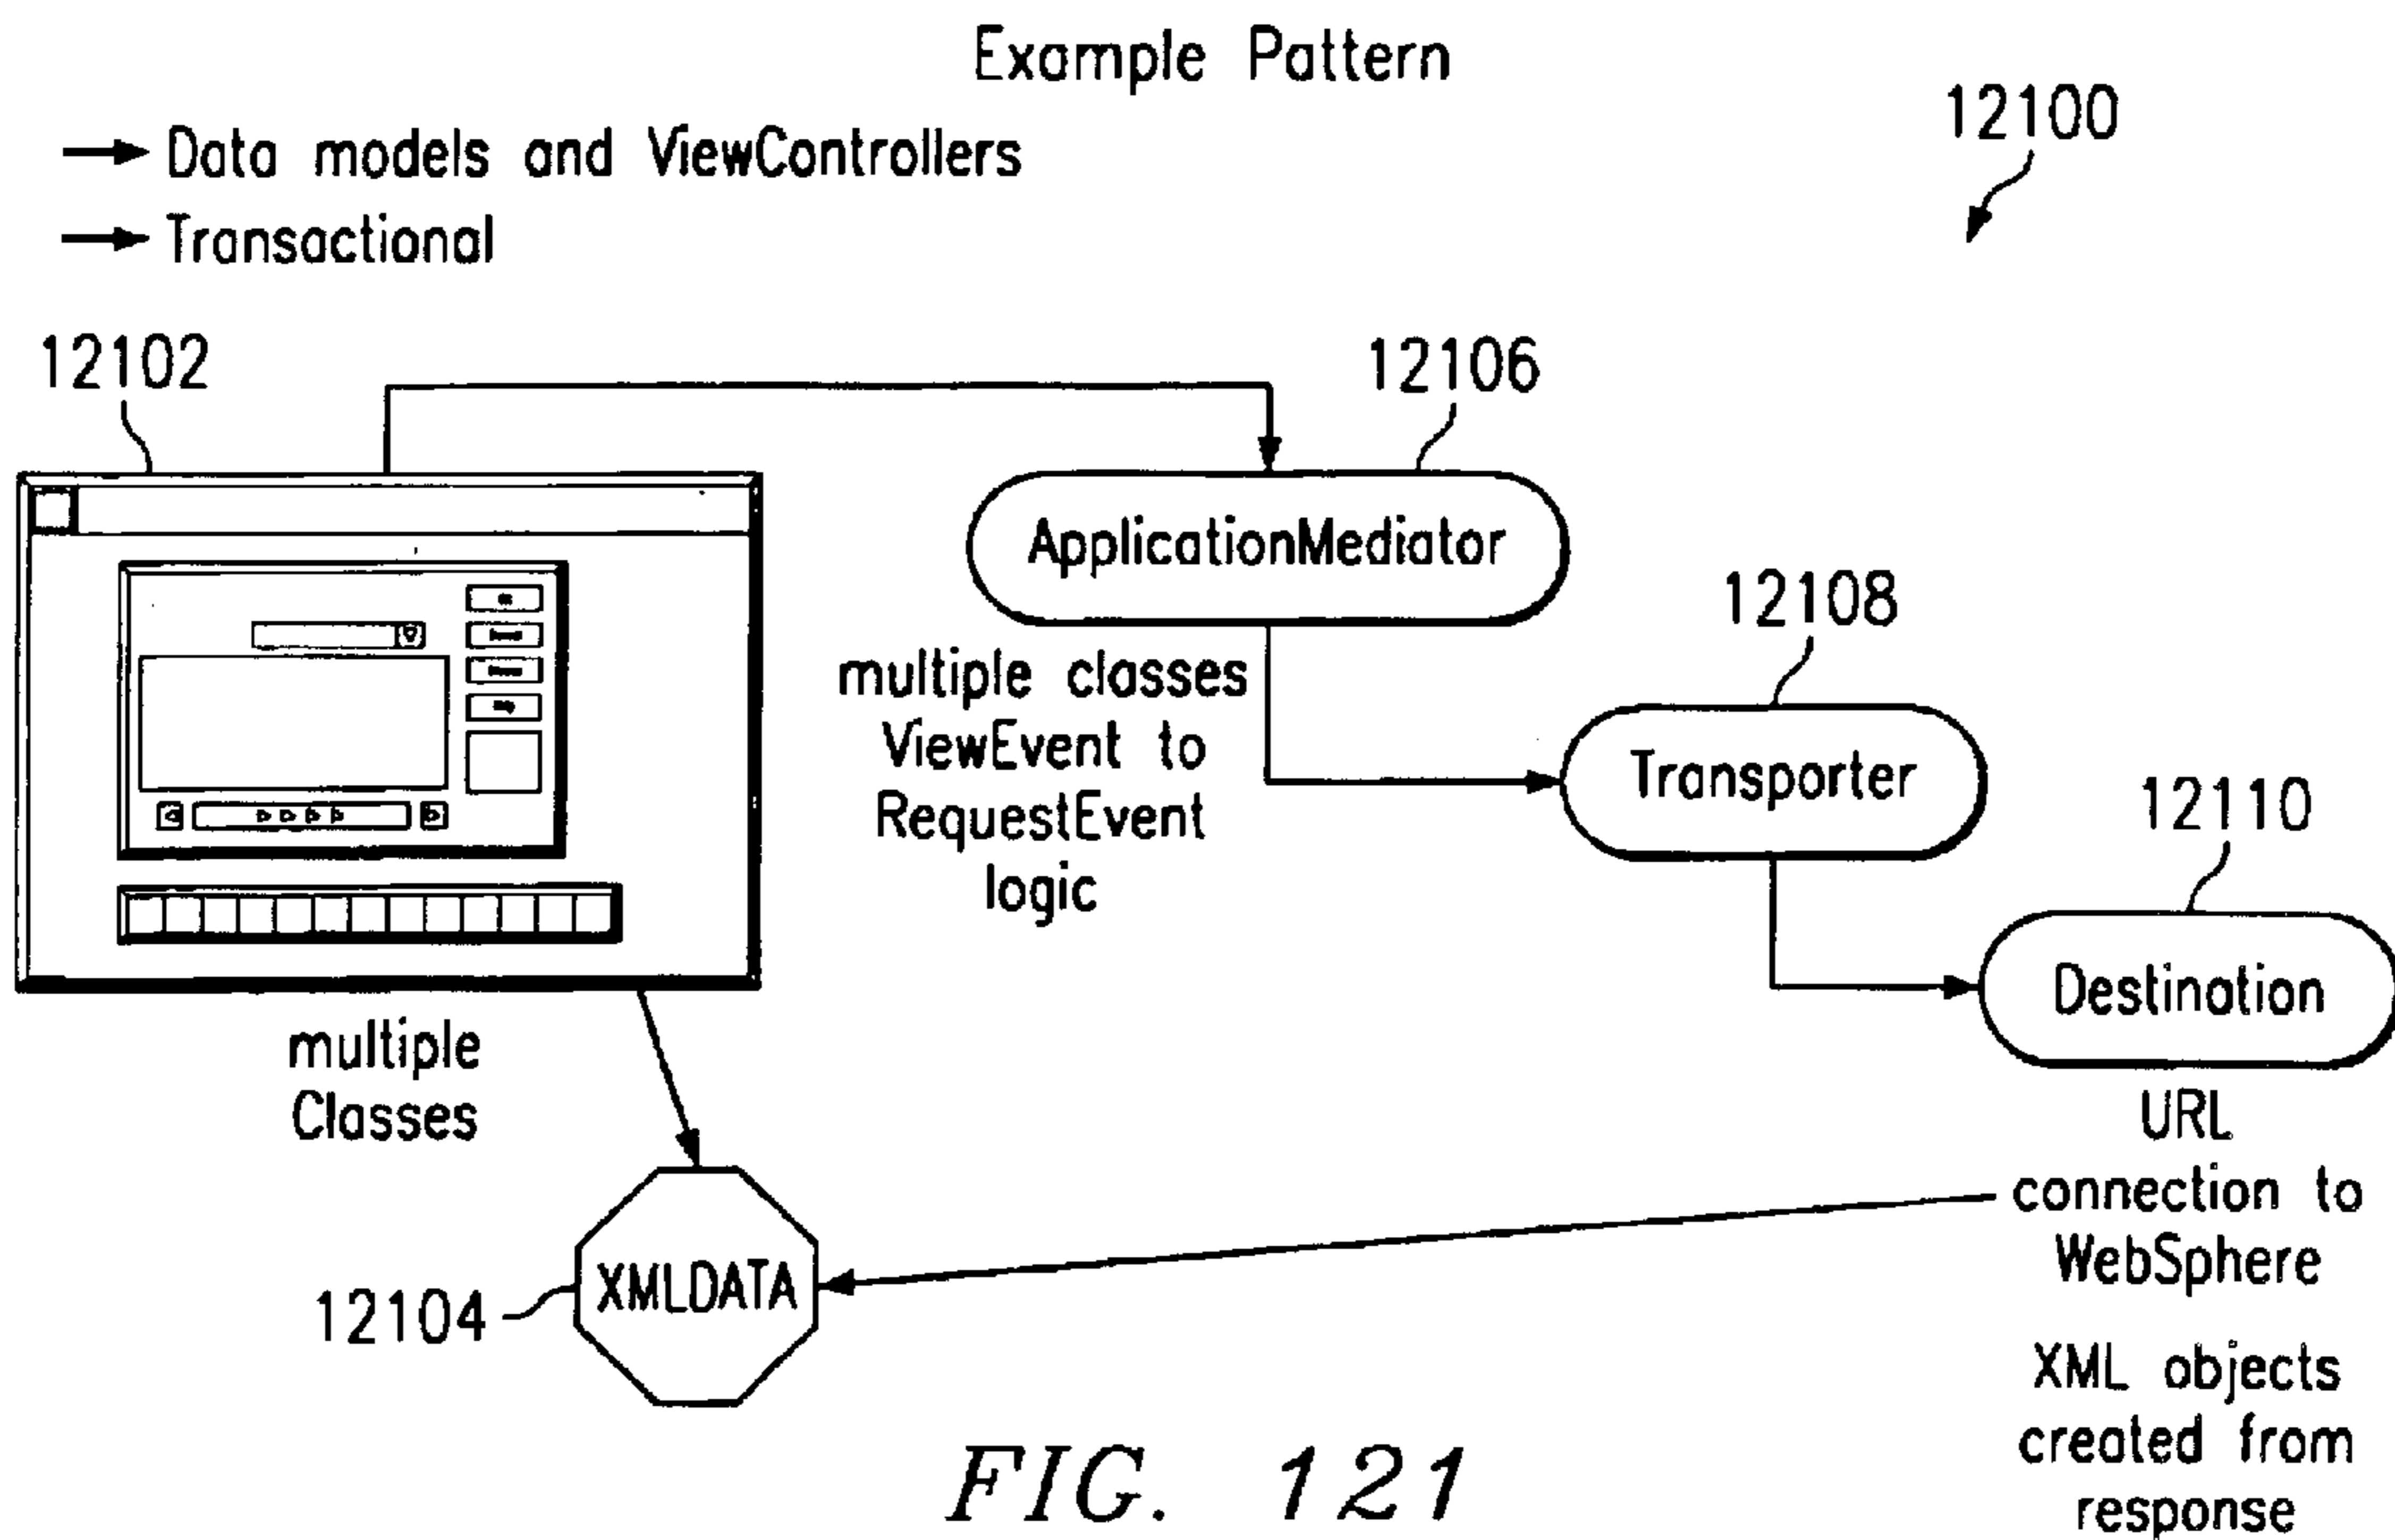 Example Pattern
12100
Data models and ViewControllers
Transactional
12102
12106
ApplicationMediator
12108
multiple classes
ViewEvent to
RequestEvent
logic
Transporter
12110
Destination
multiple
Classes
URL
connection to
WebSphere
XMLDATA
12104
XML objects
created from
response
FIG. 121